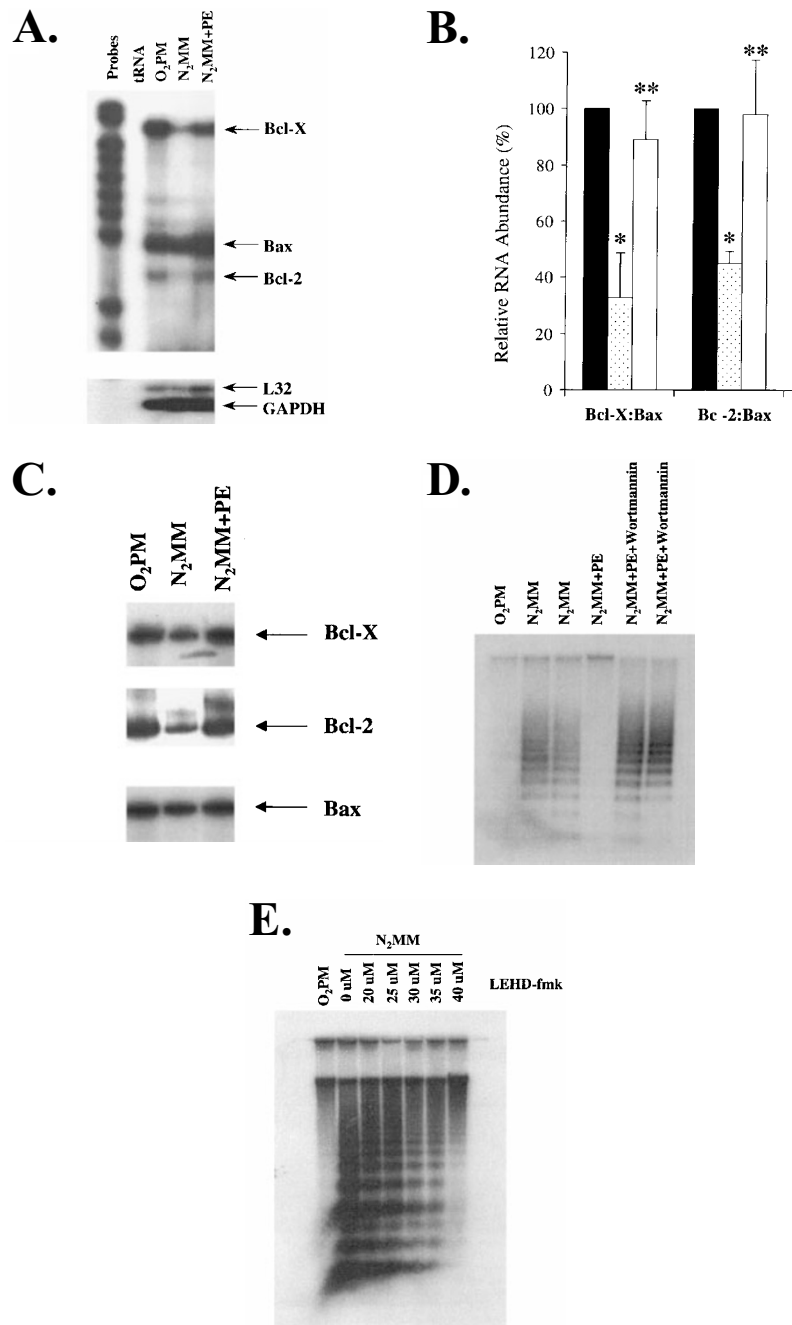 A.
Probes
tRNA
O₂PM
N₂MM
N₂MM+PE
Bcl-X
Bax
Bcl-2
L32
GAPDH
B.
Relative RNA Abundance (%)
120
100
80
60
40
20
0
**
*
**
*
Bcl-X:Bax
Bc -2:Bax
C.
O₂PM
N₂MM
N₂MM+PE
Bcl-X
Bcl-2
Bax
D.
O₂PM
N₂MM
N₂MM
N₂MM+PE
N₂MM+PE+Wortmannin
N₂MM+PE+Wortmannin
E.
N₂MM
O₂PM
0 uM
20 uM
25 uM
30 uM
35 uM
40 uM
LEHD-fmk